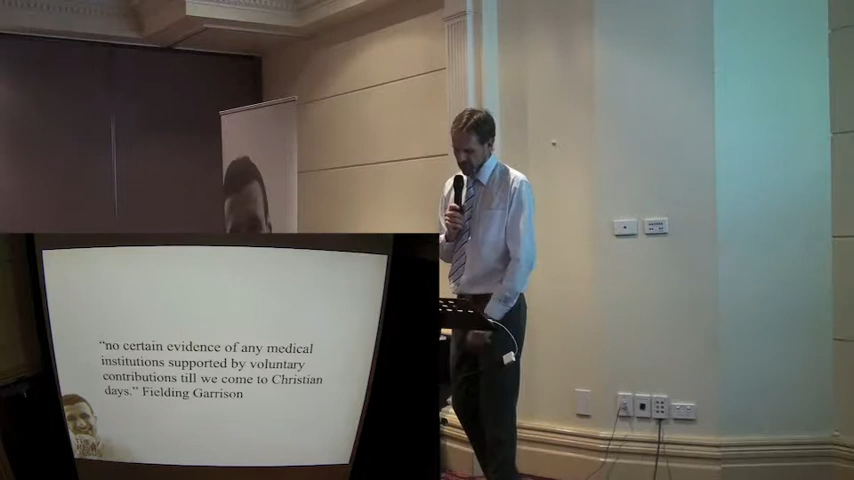 "no certain evidence of any medical
institutions supported by voluntary
contributions till we come to Christian
days." Fielding Garrison